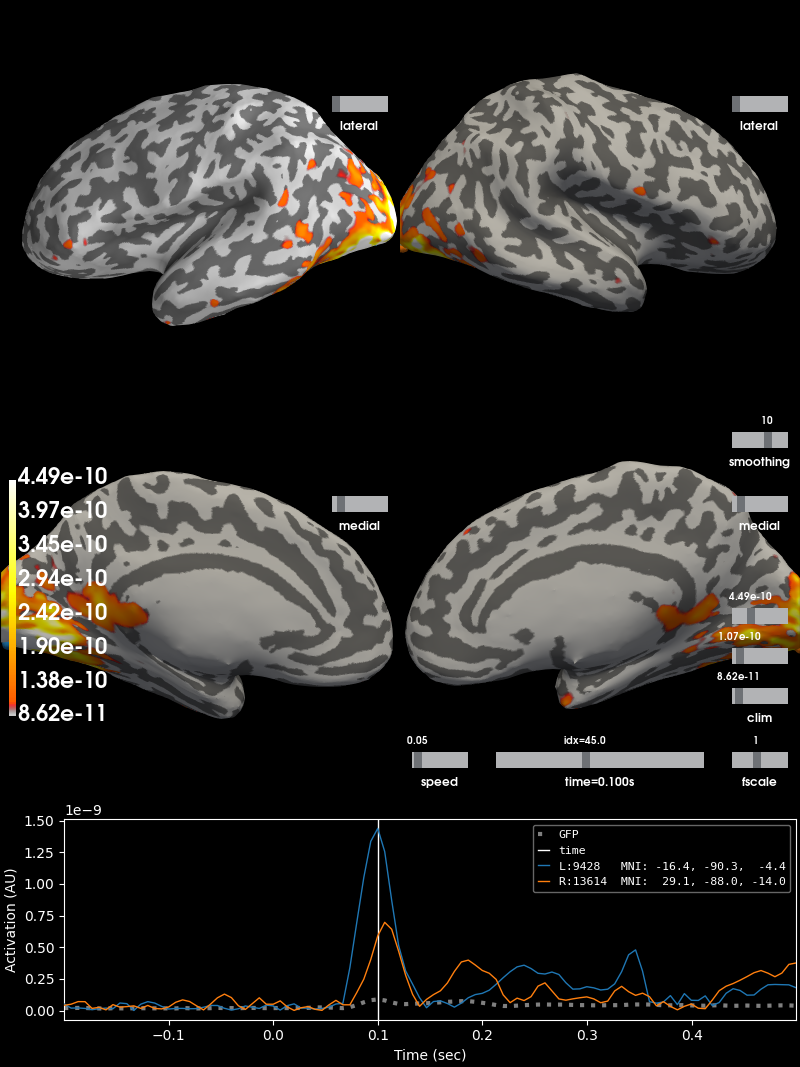 lateral
lateral
10
smoothing
medial
medial
4.49e-10
3.97e-10
3.45e-10
2.94e-10
2.42e-10
1.90e-10
1.38e-10
8.62e-11
4.49e-10
1.07e-10
8.62e-11
clim
0.05
speed
idx=45.0
time=0.100s
1
fscale
1e−9
1.50
1.25
1.00
0.75
0.50
0.25
0.00
Activation (AU)
GFP
time
L:9428 MNI: -16.4, -90.3, -4.4
R:13614 MNI: 29.1, -88.0, -14.0
−0.1 0.0 0.1 0.2 0.3 0.4
Time (sec)